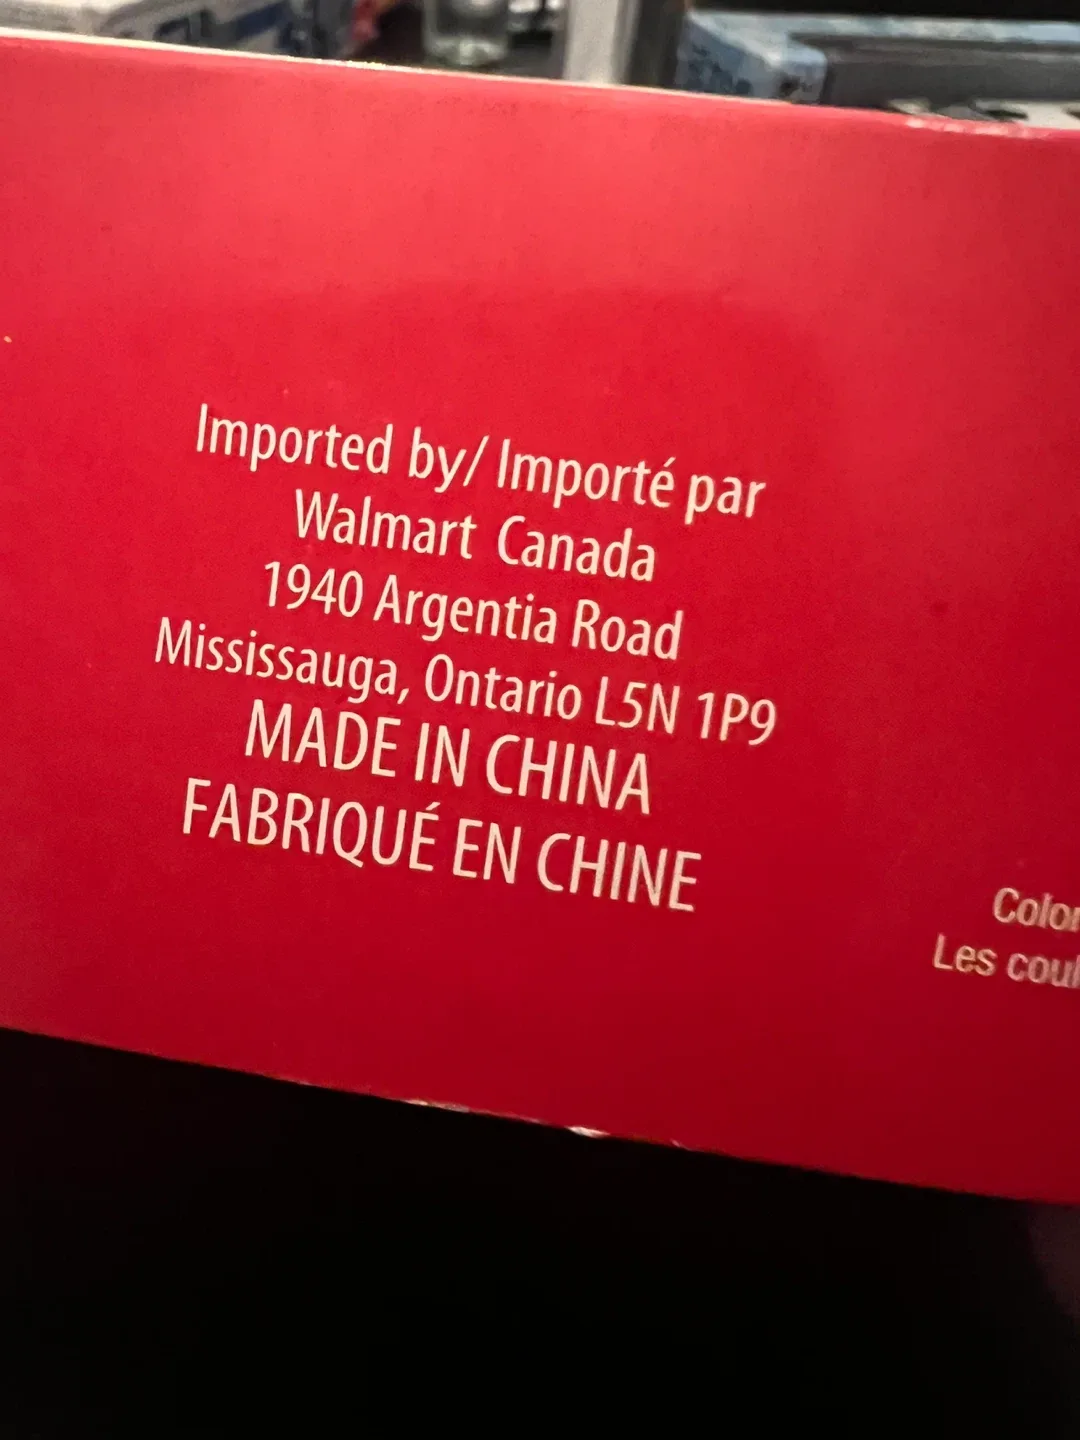 Imported by/ Importé par
Walmart Canada
1940 Argentia Road
Mississauga, Ontario L5N 1P9
MADE IN CHINA
FABRIQUÉ EN CHINE
Les